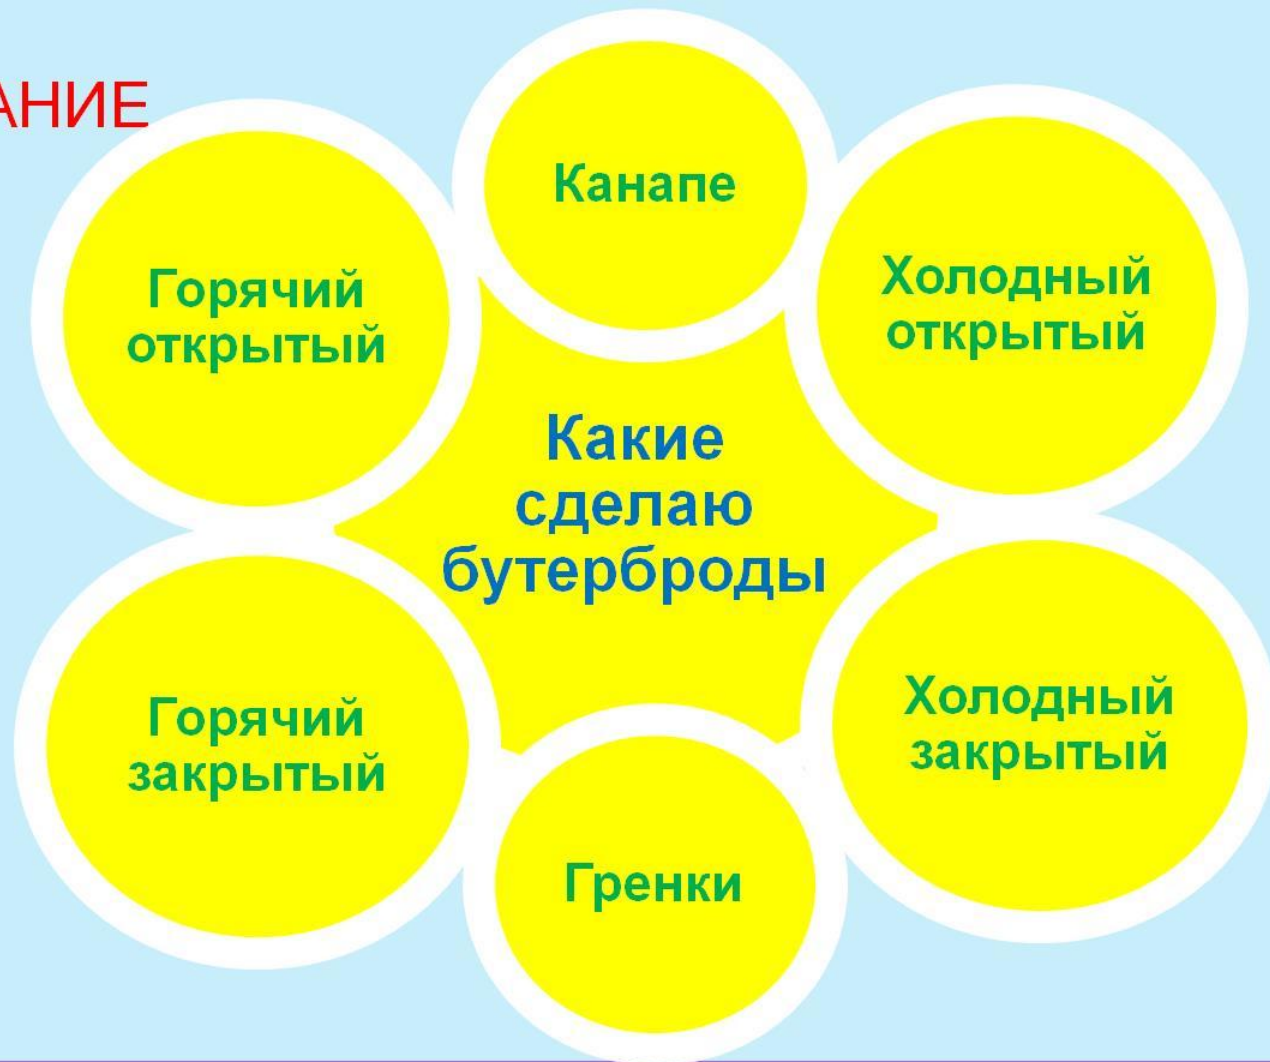 АНИЕ
Канапе
Горячий
открытый
Холодный
открытый
Какие
сделаю
бутерброды
Горячий
закрытый
Холодный
закрытый
Гренки